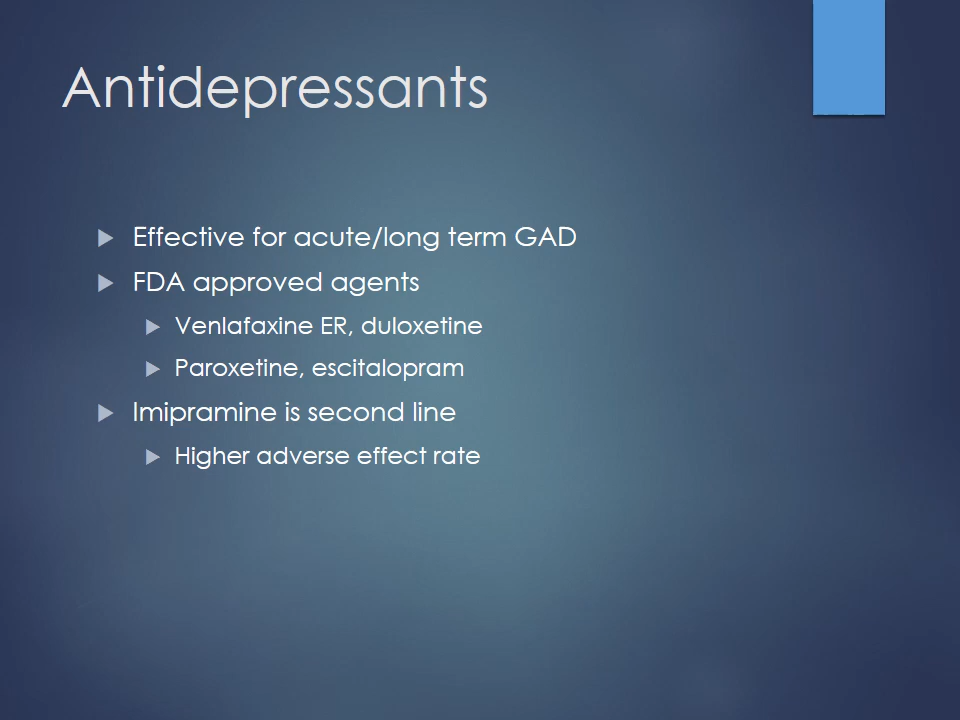 Antidepressants
Effective for acute/long term GAD
FDA approved agents
Venlafaxine ER, duloxetine
Paroxetine, escitalopram
Imipramine is second line
Higher adverse effect rate